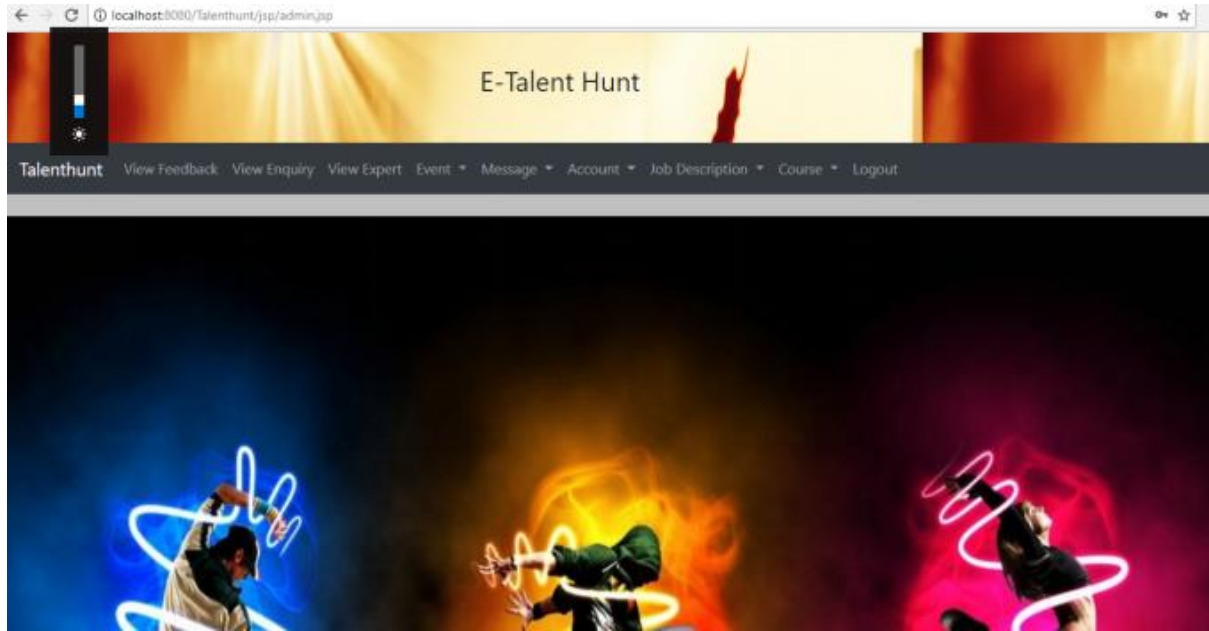 localhost:8080/Talenthunt/jsp/admin.jsp
E-Talent Hunt
Talenthunt View Feedback View Enquiry View Expert Event Message Account Job Description Course Logout